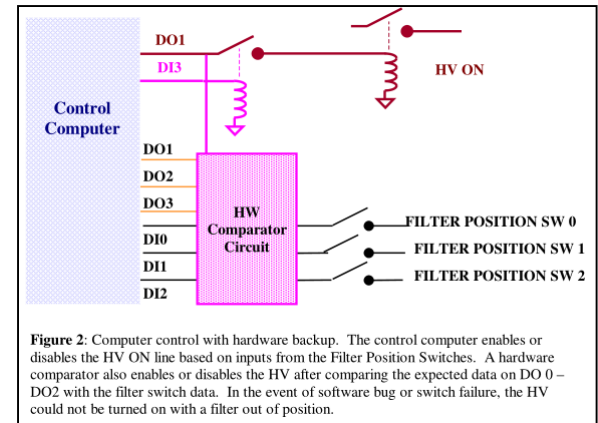 DO1
DI3
HV ON
Control
Computer
DO1
DO2
DO3
DI0
DI1
DI2
HW
Comparator
Circuit
FILTER POSITION SW 0
FILTER POSITION SW 1
FILTER POSITION SW 2
Figure 2: Computer control with hardware backup. The control computer enables or
disables the HV ON line based on inputs from the Filter Position Switches. A hardware
comparator also enables or disables the HV after comparing the expected data on DO 0 –
DO2 with the filter switch data. In the event of software bug or switch failure, the HV
could not be turned on with a filter out of position.